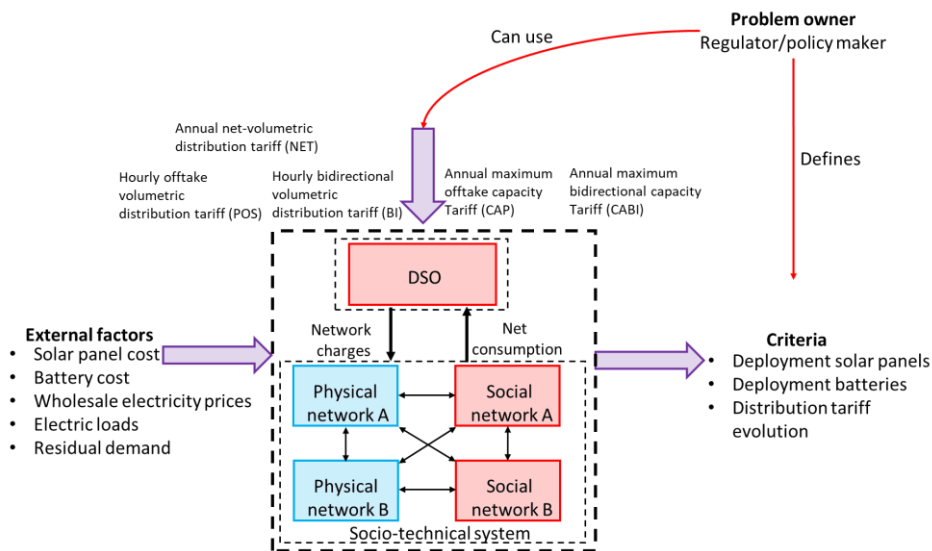 Problem owner
Regulator/policy maker
Can use
Defines
Annual net-volumetric
distribution tariff (NET)
Hourly offtake
volumetric
distribution tariff (POS)
Hourly bidirectional
volumetric
distribution tariff (BI)
Annual maximum
offtake capacity
Tariff (CAP)
Annual maximum
bidirectional capacity
Tariff (CABI)
DSO
Network
charges
Net
consumption
External factors
• Solar panel cost
• Battery cost
• Wholesale electricity prices
• Electric loads
• Residual demand
Physical
network A
Social
network A
Physical
network B
Social
network B
Socio-technical system
Criteria
• Deployment solar panels
• Deployment batteries
• Distribution tariff
evolution